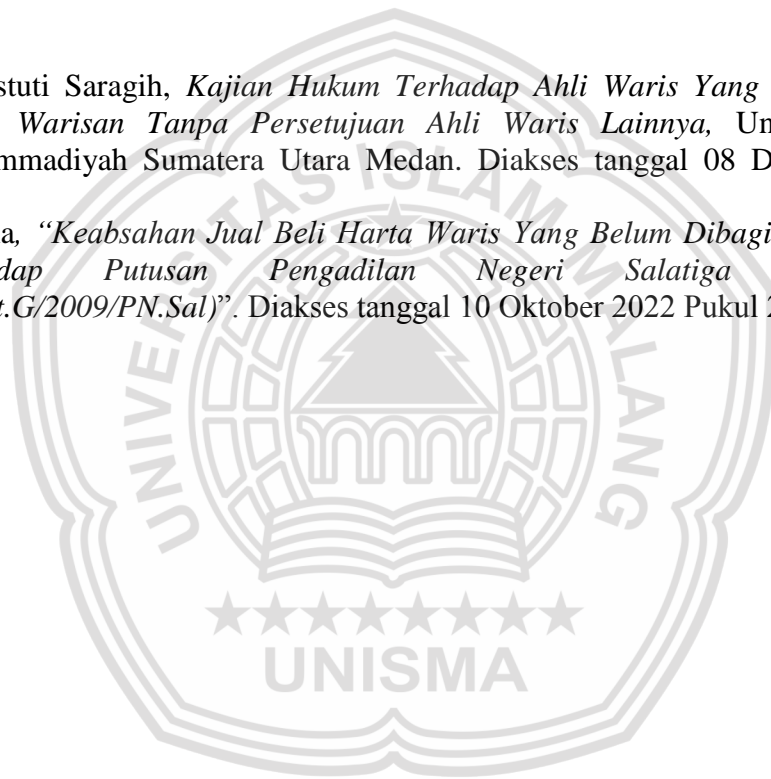 stuti Saragih, Kajian Hukum Terhadap Ahli Waris Yang
Warisan Tanpa Persetujuan Ahli Waris Lainnya, Un
mmadiyah Sumatera Utara Medan. Diakses tanggal 08 D
a, “Keabsahan Jual Beli Harta Waris Yang Belum Dibagi
dap Putusan Pengadilan Negeri Salatiga
t.G/2009/PN.Sal)”. Diakses tanggal 10 Oktober 2022 Pukul 2
UNIVERSITAS ISLAM MALANG
UNISMA